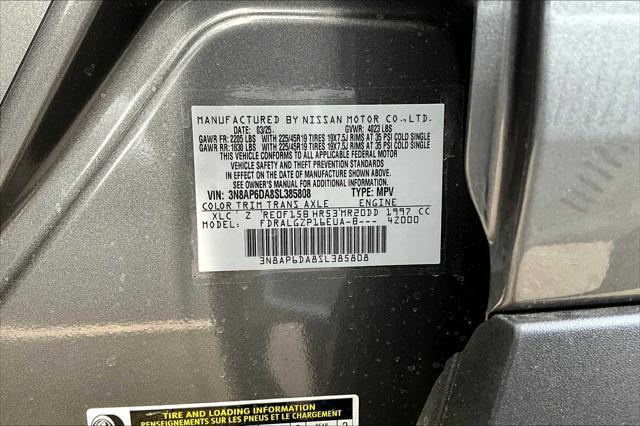 MANUFACTURED BY NISSAN MOTOR CO.,LTD.
DATE: 03/25. GVWR: 4023 LBS
GAWR FR: 2205 LBS WITH 225/45R19 TIRES 19X7.5J RIMS AT 35 PSI COLD SINGLE
GAWR RR: 1830 LBS WITH 225/45R19 TIRES 19X7.5J RIMS AT 35 PSI COLD SINGLE
THIS VEHICLE CONFORMS TO ALL APPLICABLE FEDERAL MOTOR
VEHICLE SAFETY AND THEFT PREVENTION STANDARDS
IN EFFECT ON THE DATE OF MANUFACTURE SHOWN ABOVE.
SEE OWNER'S MANUAL FOR ADDITIONAL INFORMATION.
VIN: 3N8AP6DA8SL385808 TYPE: MPV
COLOR TRIM TRANS AXLE ENGINE
XLC Z RE0F15B HR53 MR20DD 1997 CC
MODEL: FDRALGZP16EUA-B--- 42000
3N8AP6DA8SL385808
TIRE AND LOADING INFORMATION
RENSEIGNEMENTS SUR LES PNEUS ET LE CHARGEMENT